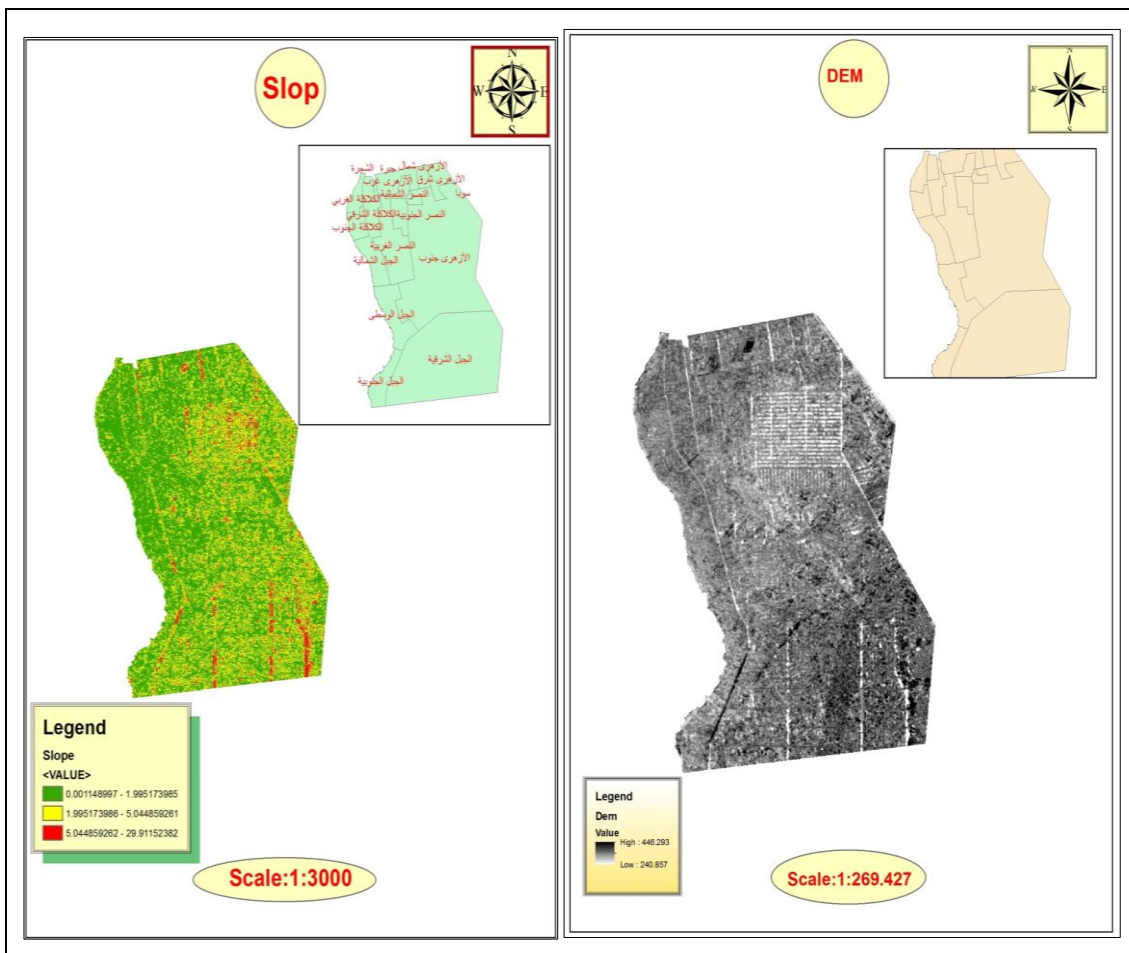 Slop
N
W E
S
الشجرة
جبرة
الأزهرى شمال
الأزهرى غرب
الأزهرى شرق
سوبا
النصر الشمالية
الكلاكلة الغربي
الكلاكلة الشرقي
النصر الجنوبية
الكلاكلة الجنوب
النصر الغربية
الجبل الشمالية
الأزهرى جنوب
الجبل الوسطى
الجبل الشرقية
الجبل الجنوبية
Legend
Slope
<VALUE>
0.001148997 - 1.995173985
1.995173986 - 5.044859261
5.044859262 - 29.91152382
Scale:1:3000
DEM
N
W E
S
Legend
Dem
Value
High : 446.293
Low : 240.857
Scale:1:269.427